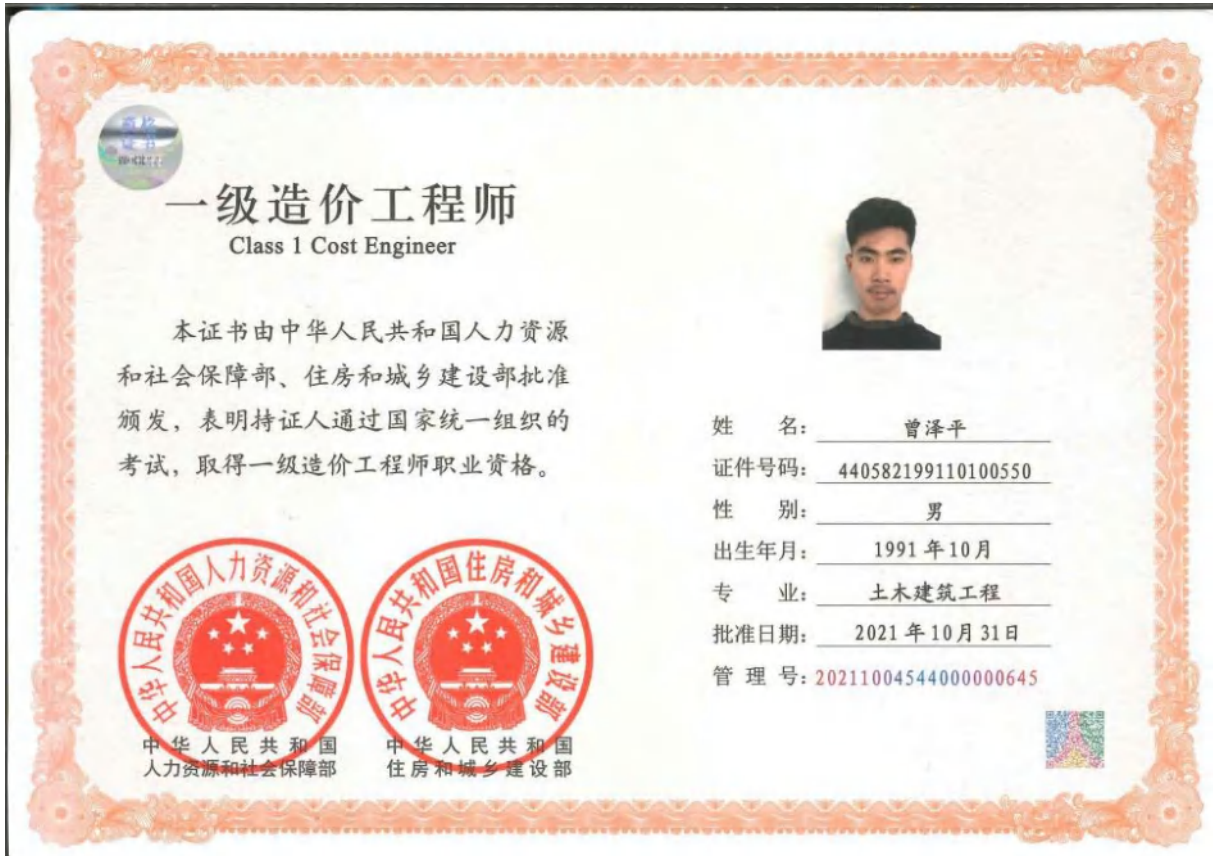 资格
证书
一级造价工程师
Class 1 Cost Engineer
本证书由中华人民共和国人力资源
和社会保障部、住房和城乡建设部批准
颁发，表明持证人通过国家统一组织的
考试，取得一级造价工程师职业资格。
中华人民共和国人力资源和社会保障部
中华人民共和国住房和城乡建设部
中华人民共和国
人力资源和社会保障部
中华人民共和国
住房和城乡建设部
姓 名：曾泽平
证件号码：440582199110100550
性 别：男
出生年月：1991年10月
专 业：土木建筑工程
批准日期：2021年10月31日
管 理 号：20211004544000000645